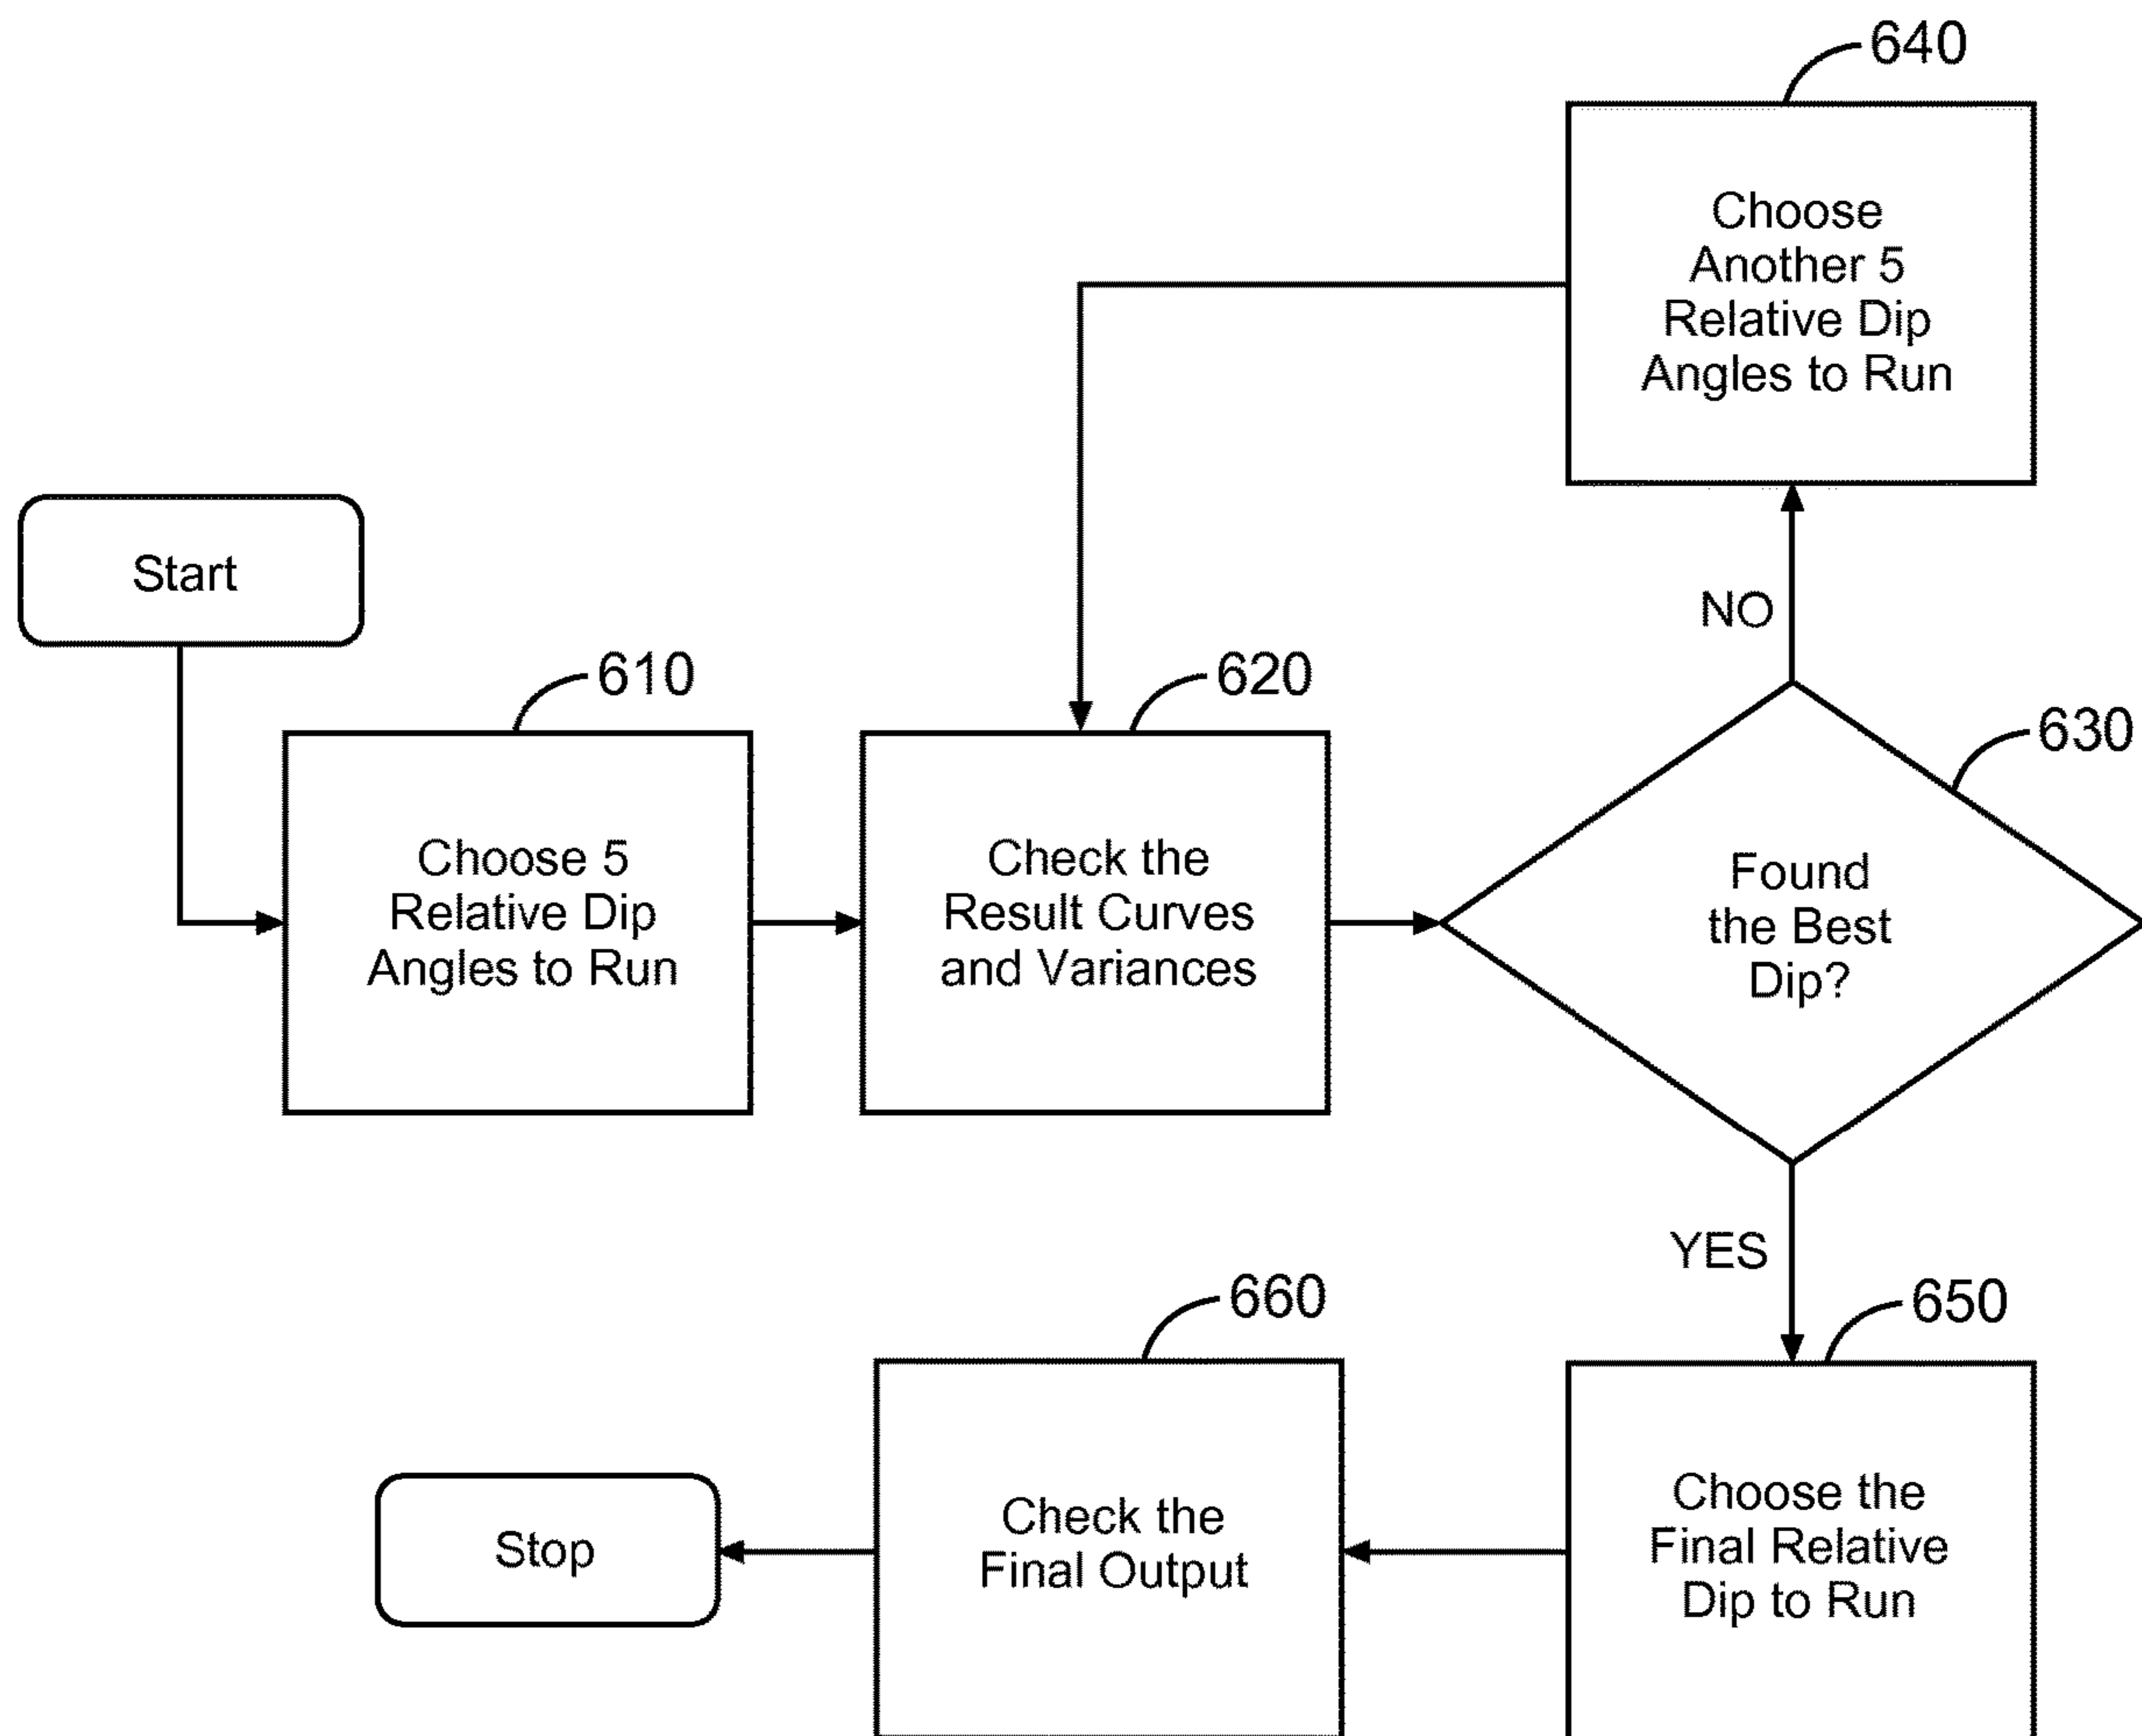 640
Choose
Another 5
Relative Dip
Angles to Run
Start
NO
610
620
630
Choose 5
Relative Dip
Angles to Run
Check the
Result Curves
and Variances
Found
the Best
Dip?
YES
660
650
Stop
Check the
Final Output
Choose the
Final Relative
Dip to Run